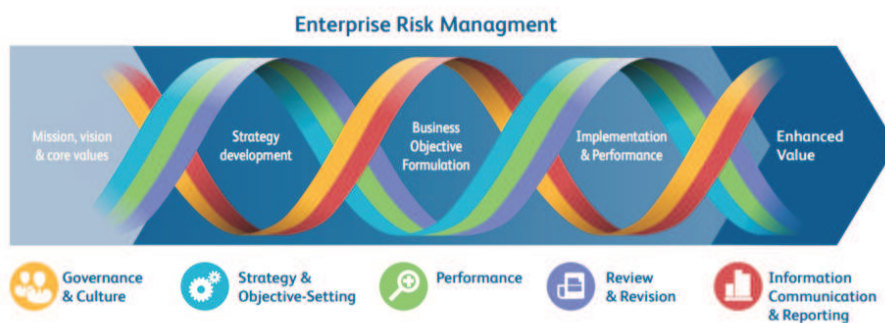 Enterprise Risk Managment
Mission, vision
& core values
Strategy
development
Business
Objective
Formulation
Implementation
& Performance
Enhanced
Value
Governance
& Culture
Strategy &
Objective-Setting
Performance
Review
& Revision
Information
Communication
& Reporting